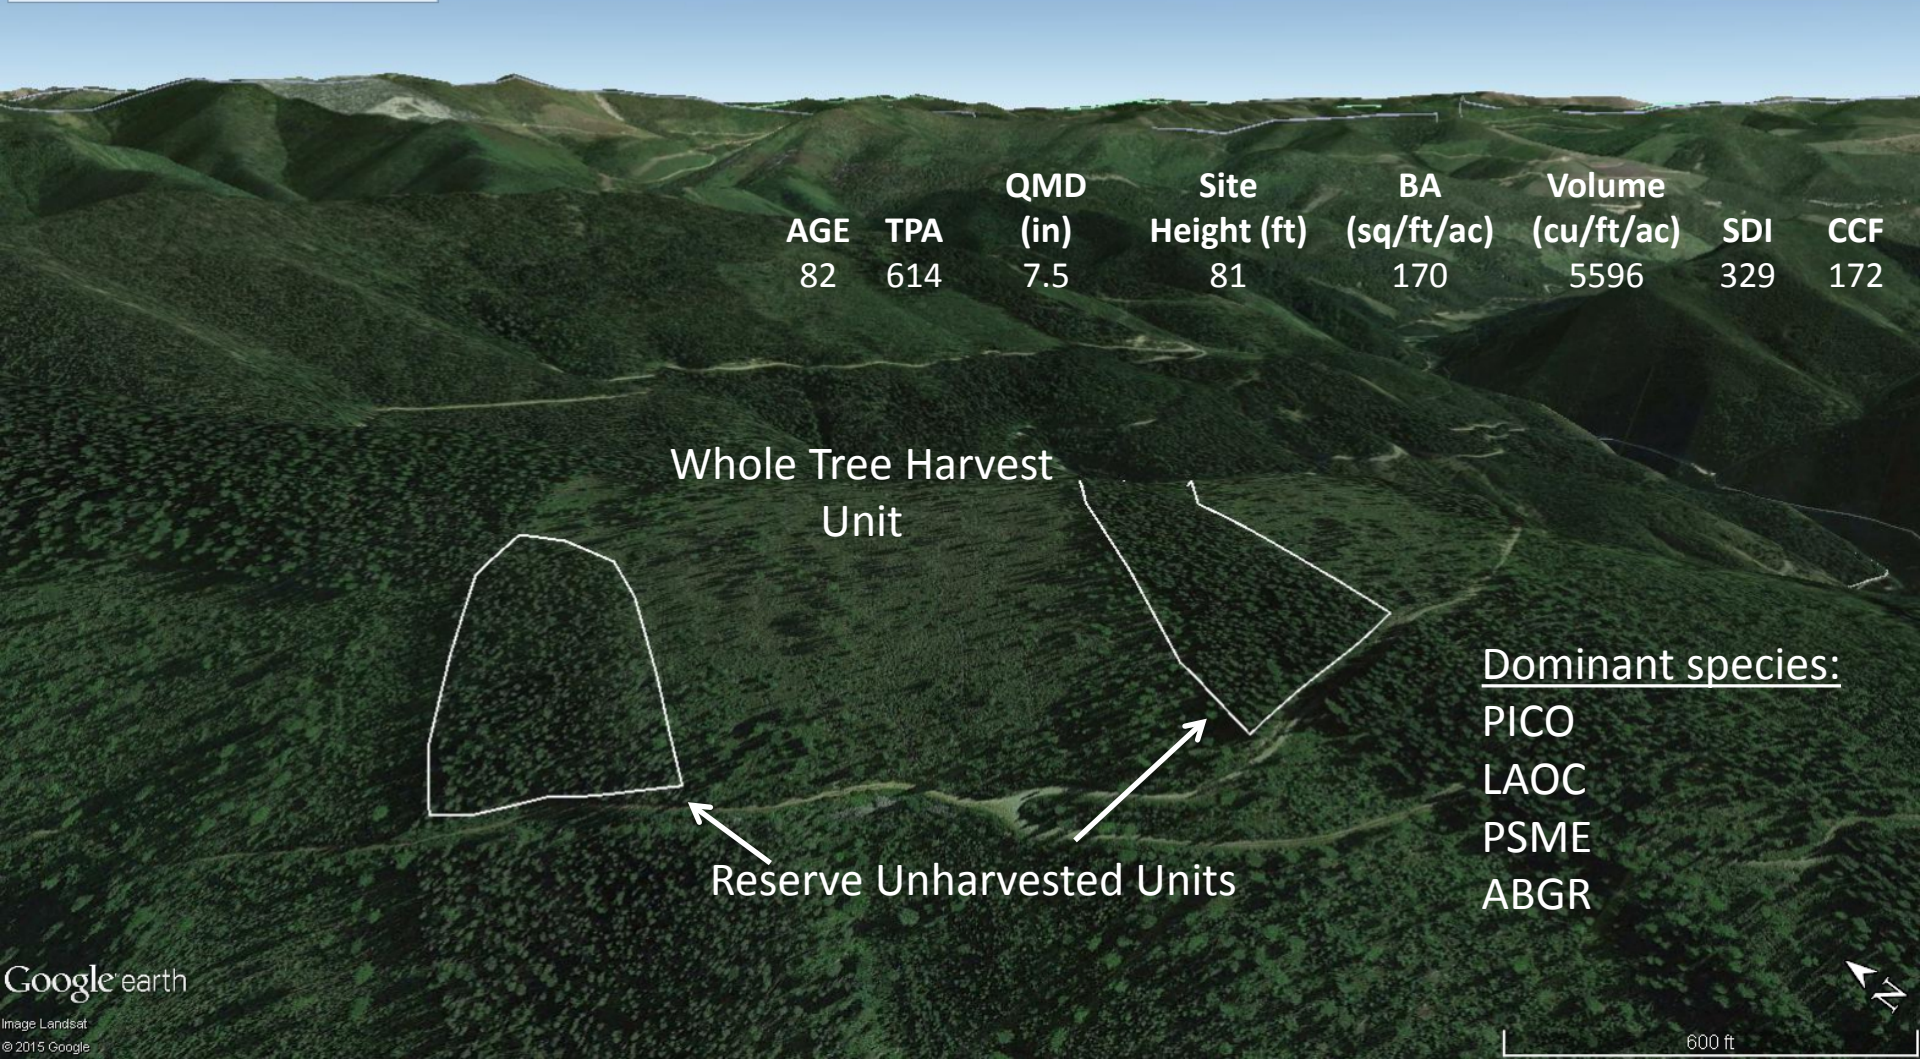 QMD Site BA Volume
AGE TPA (in) Height (ft) (sq/ft/ac) (cu/ft/ac) SDI CCF
82 614 7.5 81 170 5596 329 172
Whole Tree Harvest
Unit
Dominant species:
PICO
LAOC
PSME
ABGR
Reserve Unharvested Units
Google earth
Image Landsat
© 2015 Google
N
600 ft